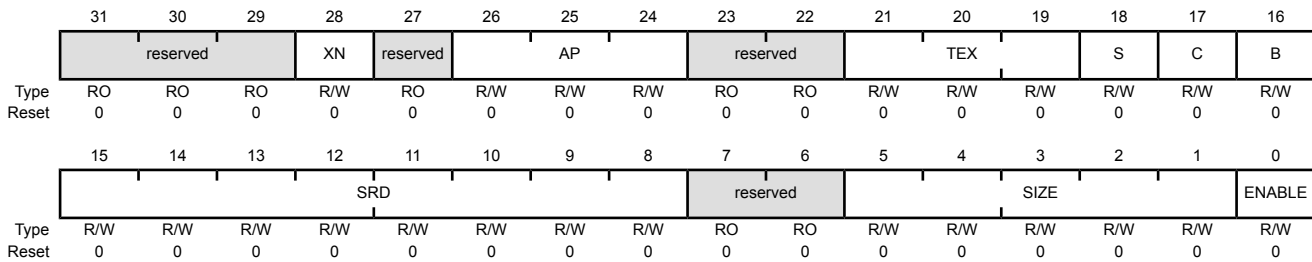 31 30 29 28 27 26 25 24 23 22 21 20 19 18 17 16
reserved XN reserved AP reserved TEX S C B
Type RO RO RO R/W RO R/W R/W R/W RO RO R/W R/W R/W R/W R/W R/W
Reset 0 0 0 0 0 0 0 0 0 0 0 0 0 0 0 0
15 14 13 12 11 10 9 8 7 6 5 4 3 2 1 0
SRD reserved SIZE ENABLE
Type R/W R/W R/W R/W R/W R/W R/W R/W RO RO R/W R/W R/W R/W R/W R/W
Reset 0 0 0 0 0 0 0 0 0 0 0 0 0 0 0 0